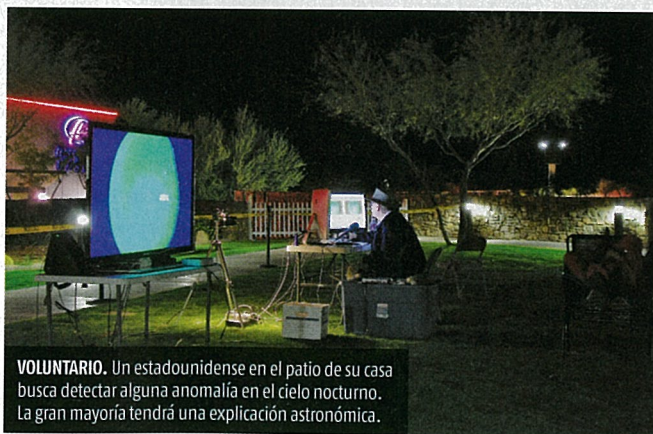 VOLUNTARIO. Un estadounidense en el patio de su casa
busca detectar alguna anomalía en el cielo nocturno.
La gran mayoría tendrá una explicación astronómica.